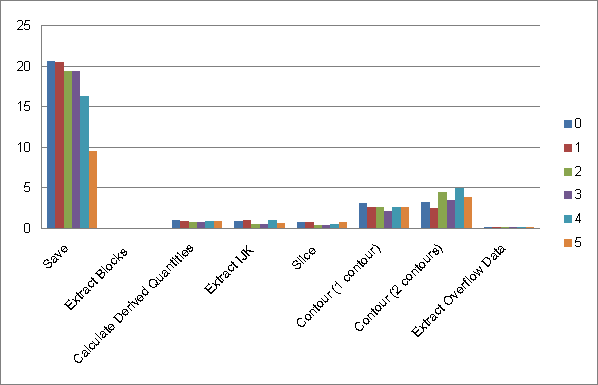 25
20
15
10
5
0
Save
Extract Blocks
Calculate Derived Quantities
Extract IJK
Slice
Contour (1 contour)
Contour (2 contours)
Extract Overflow Data
0
1
2
3
4
5